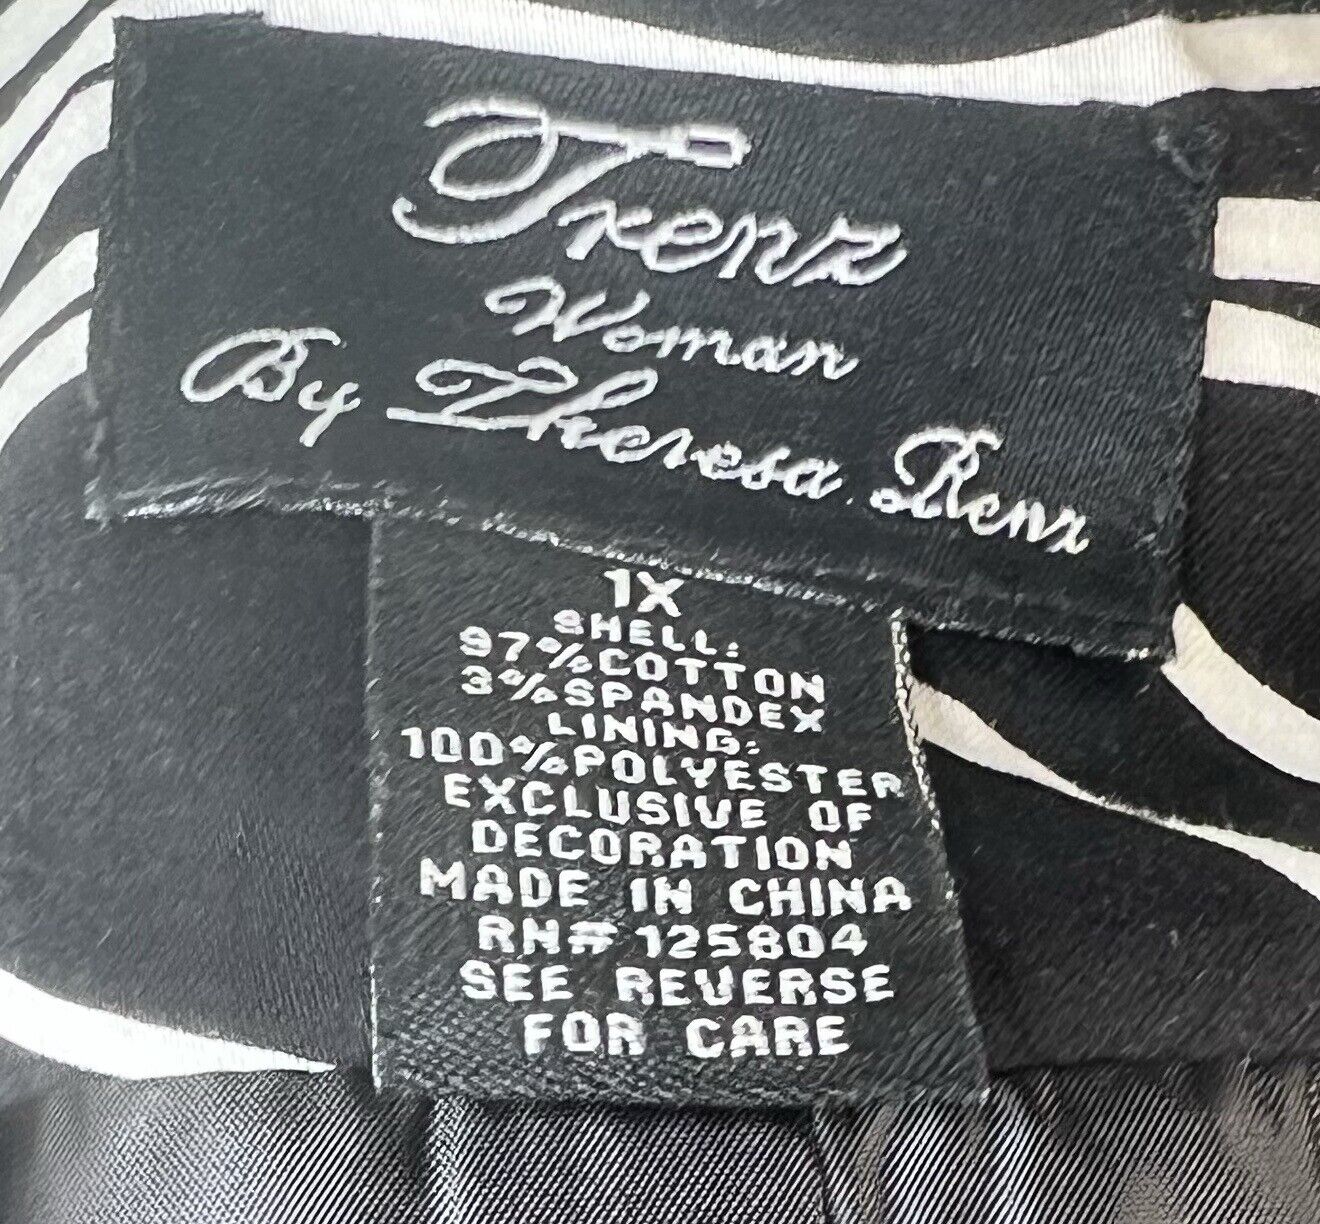 Trenz
Woman
By Theresa Renz
1X
SHELL:
97%COTTON
3%SPANDEX
LINING:
100%POLYESTER
EXCLUSIVE OF
DECORATION
MADE IN CHINA
RN#125804
SEE REVERSE
FOR CARE